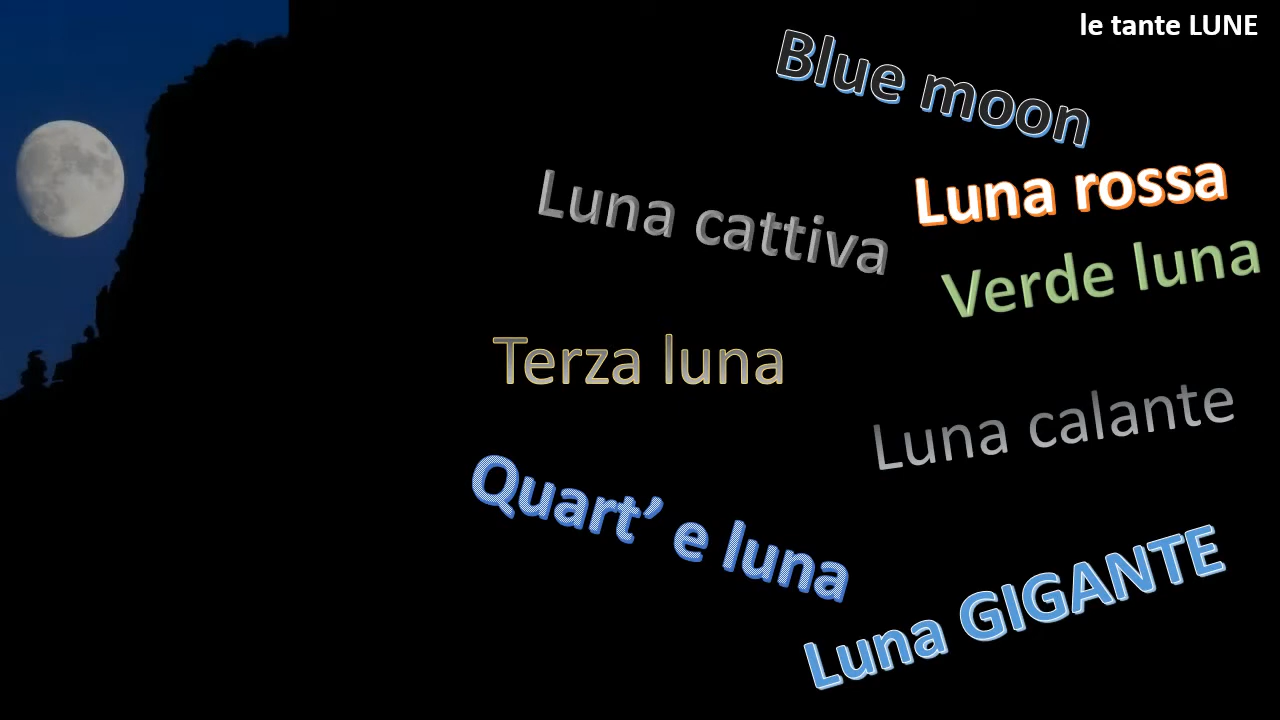 le tante LUNE
Blue moon
Luna rossa
Luna cattiva
Verde luna
Terza luna
Luna calante
Quart’ e luna
Luna GIGANTE